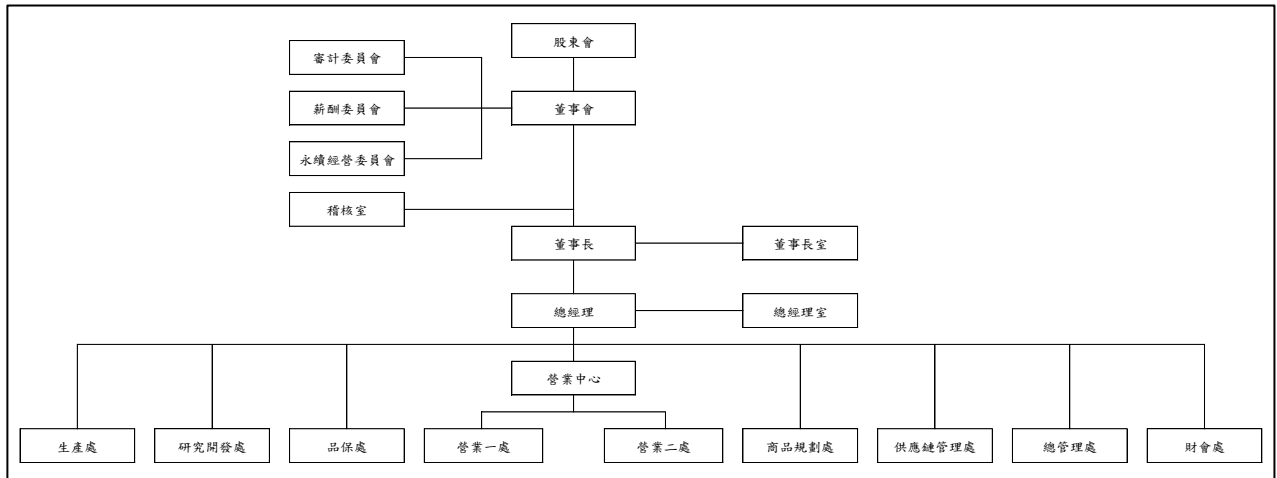 股東會
審計委員會
薪酬委員會
董事會
永續經營委員會
稽核室
董事長
董事長室
總經理
總經理室
營業中心
生產處
研究開發處
品保處
營業一處
營業二處
商品規劃處
供應鏈管理處
總管理處
財會處